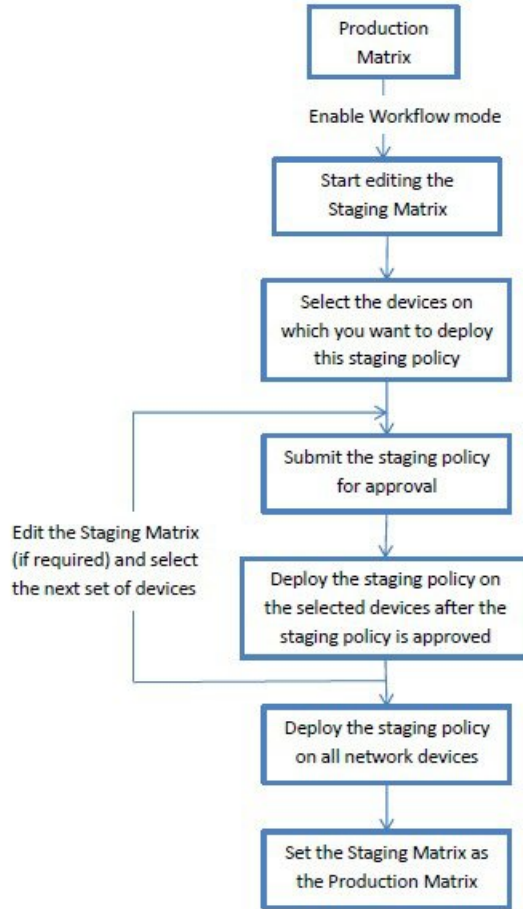 Production
Matrix
Enable Workflow mode
Start editing the
Staging Matrix
Select the devices on
which you want to deploy
this staging policy
Submit the staging policy
for approval
Edit the Staging Matrix
(if required) and select
the next set of devices
Deploy the staging policy on
the selected devices after the
staging policy is approved
Deploy the staging policy
on all network devices
Set the Staging Matrix as
the Production Matrix